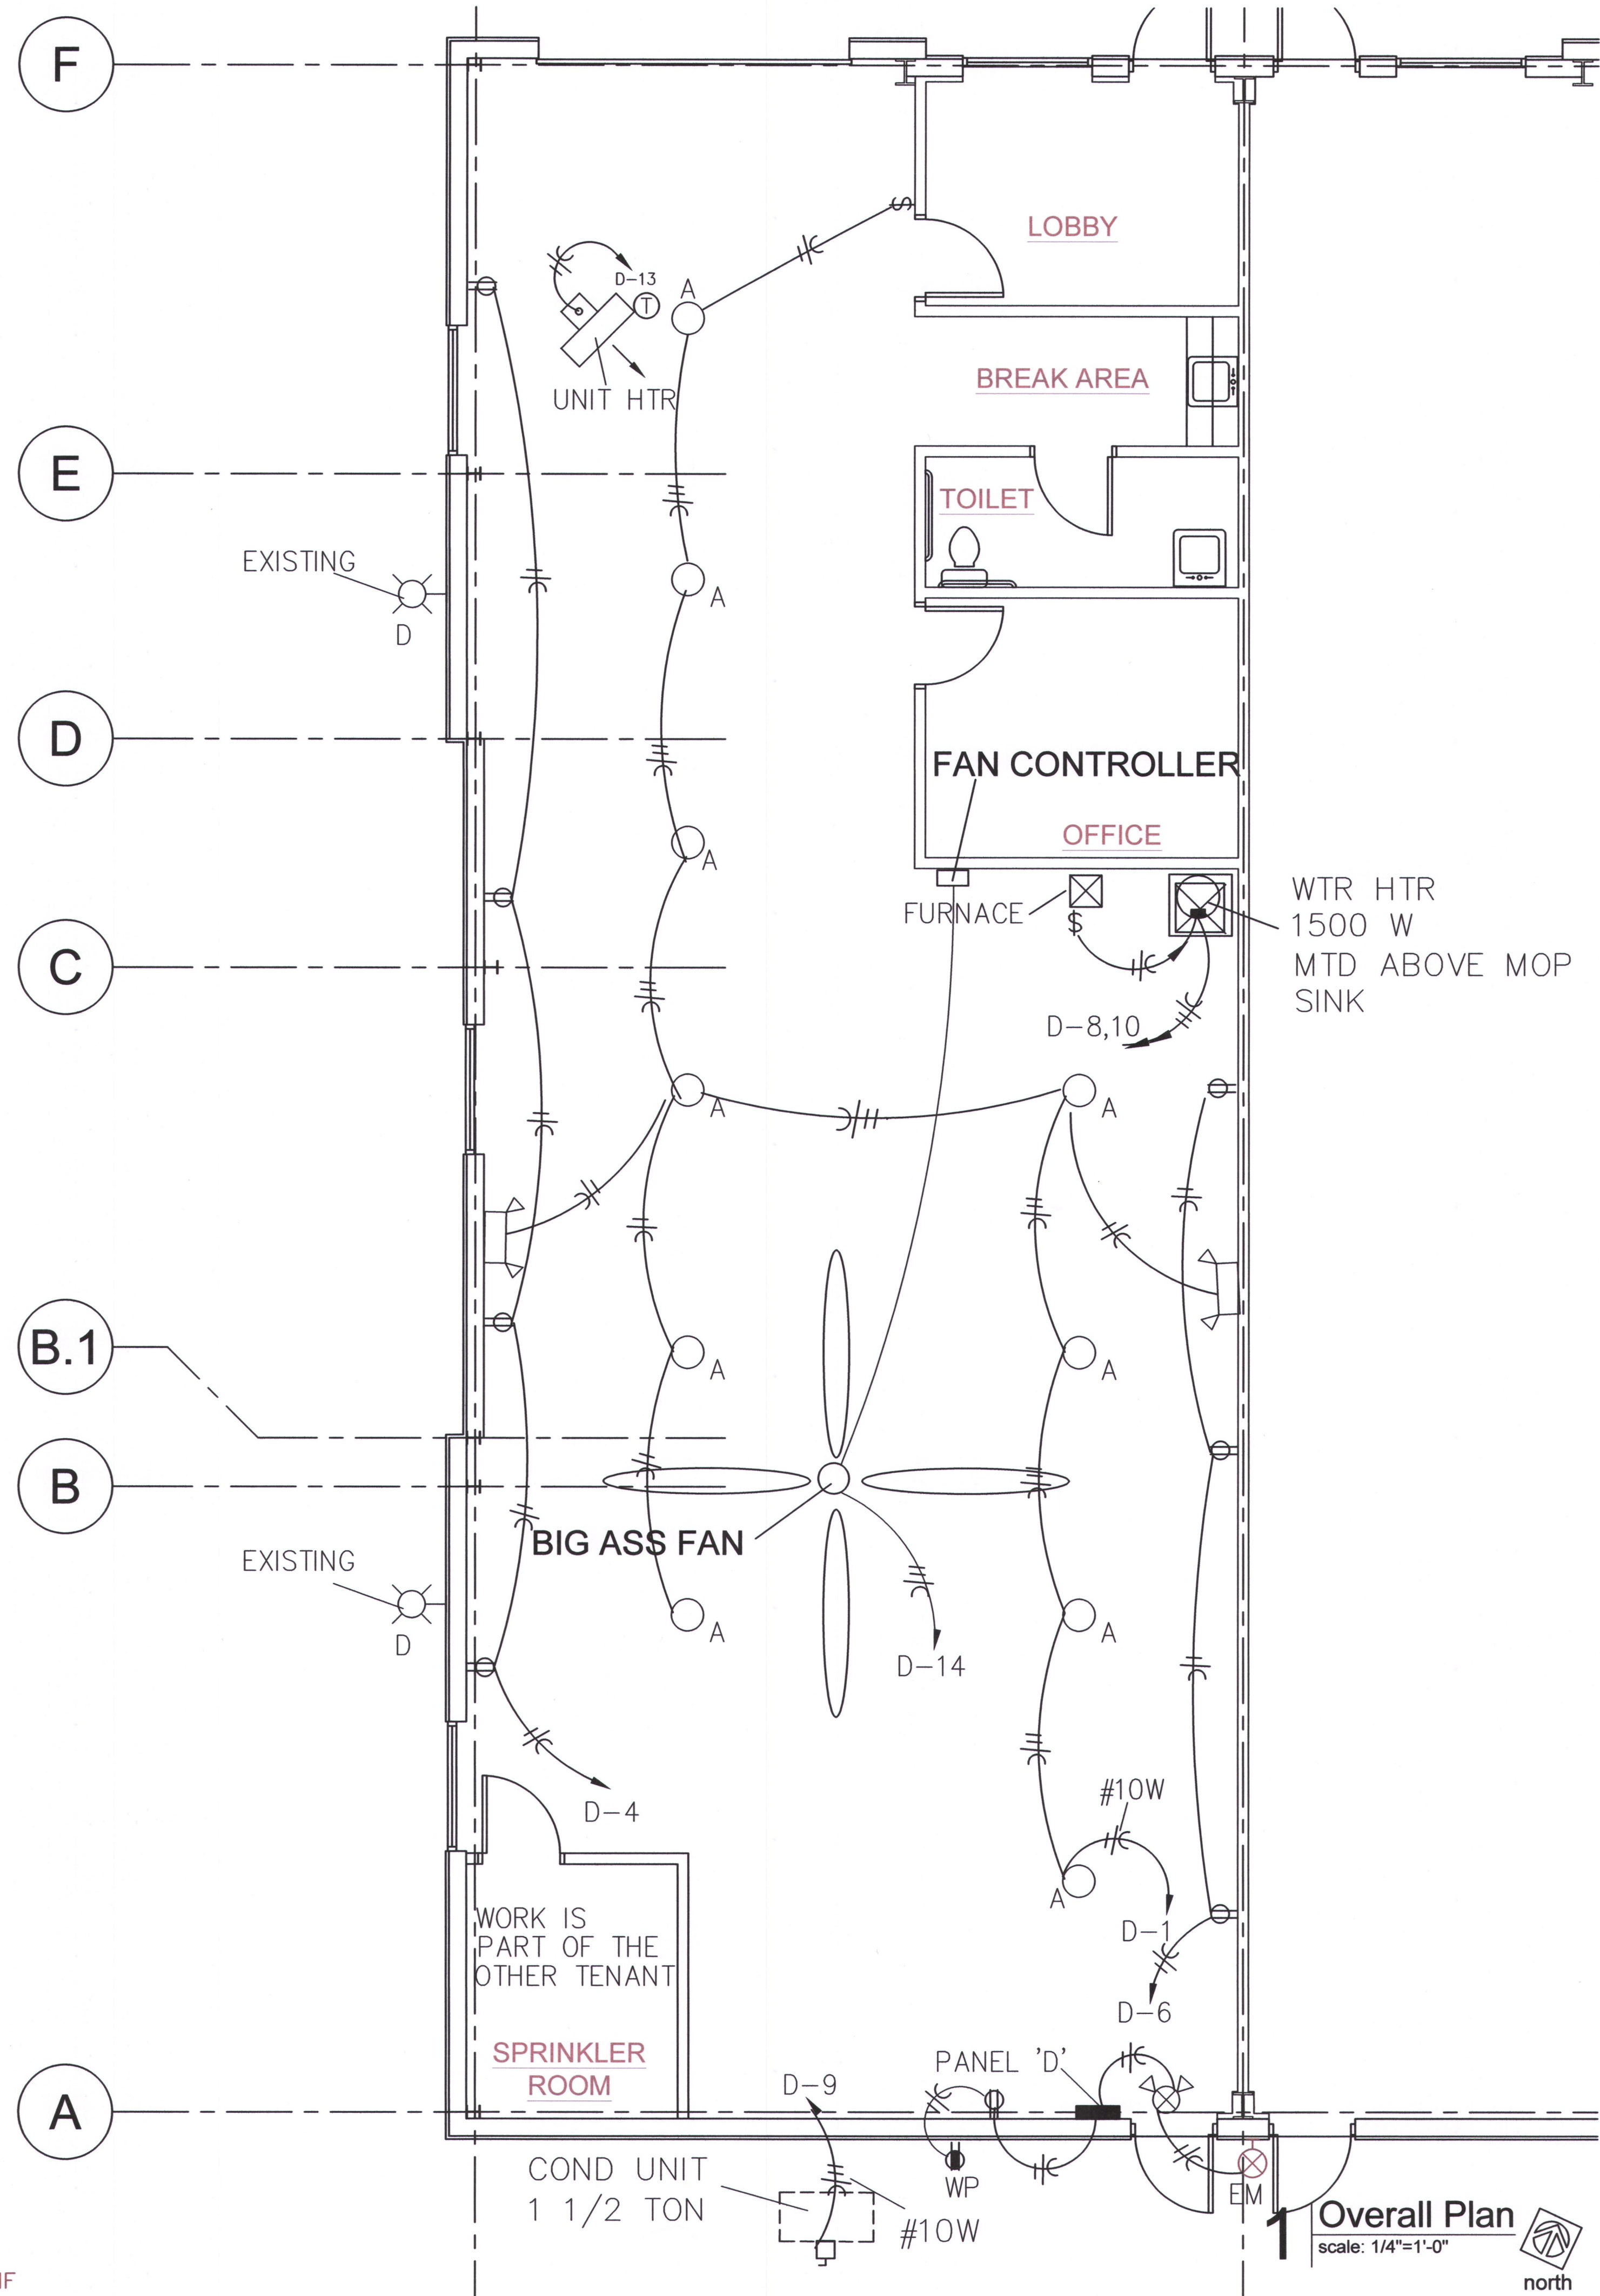 F
LOBBY
D-13
T
A
UNIT HTR
BREAK AREA
E
TOILET
EXISTING
D
A
D
FAN CONTROLLER
OFFICE
A
WTR HTR
1500 W
MTD ABOVE MOP
SINK
FURNACE
$
C
D-8,10
A
A
B.1
A
A
B
BIG ASS FAN
EXISTING
D
A
A
D-14
#10W
D-4
A
D-1
WORK IS
PART OF THE
OTHER TENANT
D-6
SPRINKLER
ROOM
PANEL 'D'
D-9
A
COND UNIT
1 1/2 TON
WP
EM
#10W
1
Overall Plan
scale: 1/4"=1'-0"
north